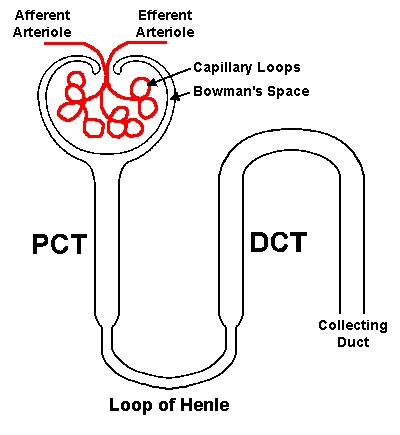 Afferent
Arteriole
Efferent
Arteriole
Capillary Loops
Bowman's Space
PCT
DCT
Collecting
Duct
Loop of Henle